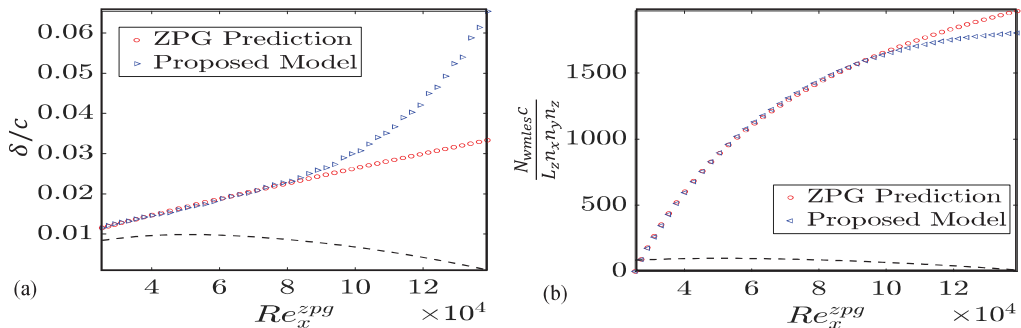 0.06
0.05
0.04
0.03
0.02
0.01
δ/c
ZPG Prediction
Proposed Model
4 6 8 10 12
Re_x^{zpg} ×10^4
(a)
1500
1000
500
0
N_{wmles}c / L_z n_x n_y n_z
ZPG Prediction
Proposed Model
4 6 8 10 12
Re_x^{zpg} ×10^4
(b)